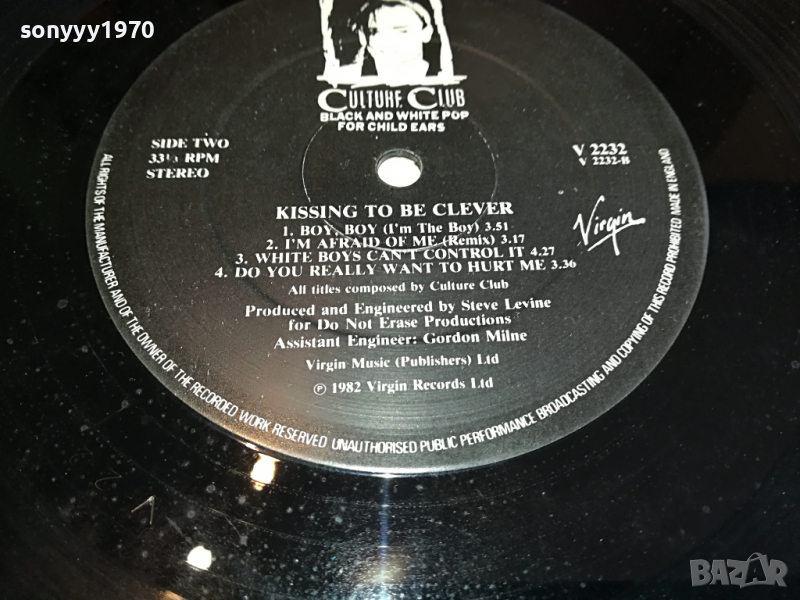 sonyyy1970
CULTURE CLUB
BLACK AND WHITE POP
FOR CHILD EARS
SIDE TWO
33⅓ RPM
STEREO
V 2232
V 2232-B
KISSING TO BE CLEVER
1. BOY, BOY (I'm The Boy) 3.51
2. I'M AFRAID OF ME (Remix) 3.17
3. WHITE BOYS CAN'T CONTROL IT 4.27
4. DO YOU REALLY WANT TO HURT ME 3.36
All titles composed by Culture Club
Produced and Engineered by Steve Levine
for Do Not Erase Productions
Assistant Engineer: Gordon Milne
Virgin Music (Publishers) Ltd
℗ 1982 Virgin Records Ltd
Virgin
ALL RIGHTS OF THE MANUFACTURER AND OF THE OWNER OF THE RECORDED WORK RESERVED UNAUTHORISED PUBLIC PERFORMANCE BROADCASTING AND COPYING OF THIS RECORD PROHIBITED MADE IN ENGLAND
BAZAR